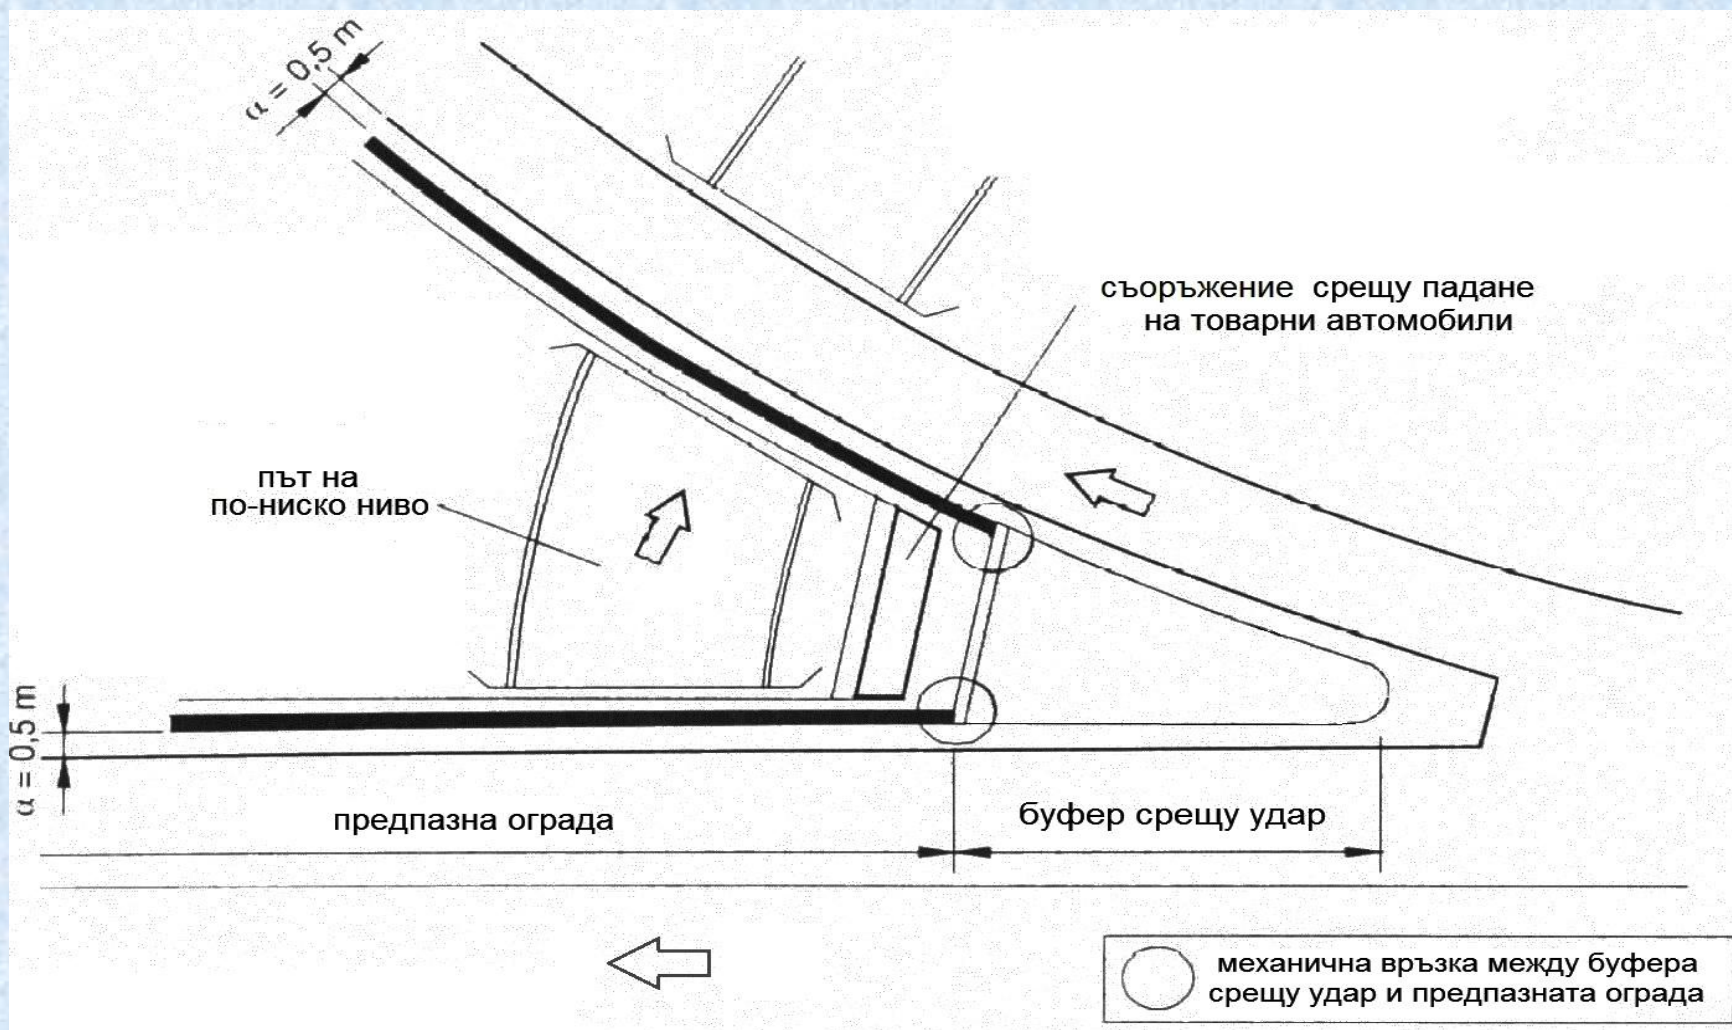 α = 0,5 m
съоръжение срещу падане
на товарни автомобили
път на
по-ниско ниво
α = 0,5 m
предпазна ограда
буфер срещу удар
механична връзка между буфера
срещу удар и предпазната ограда